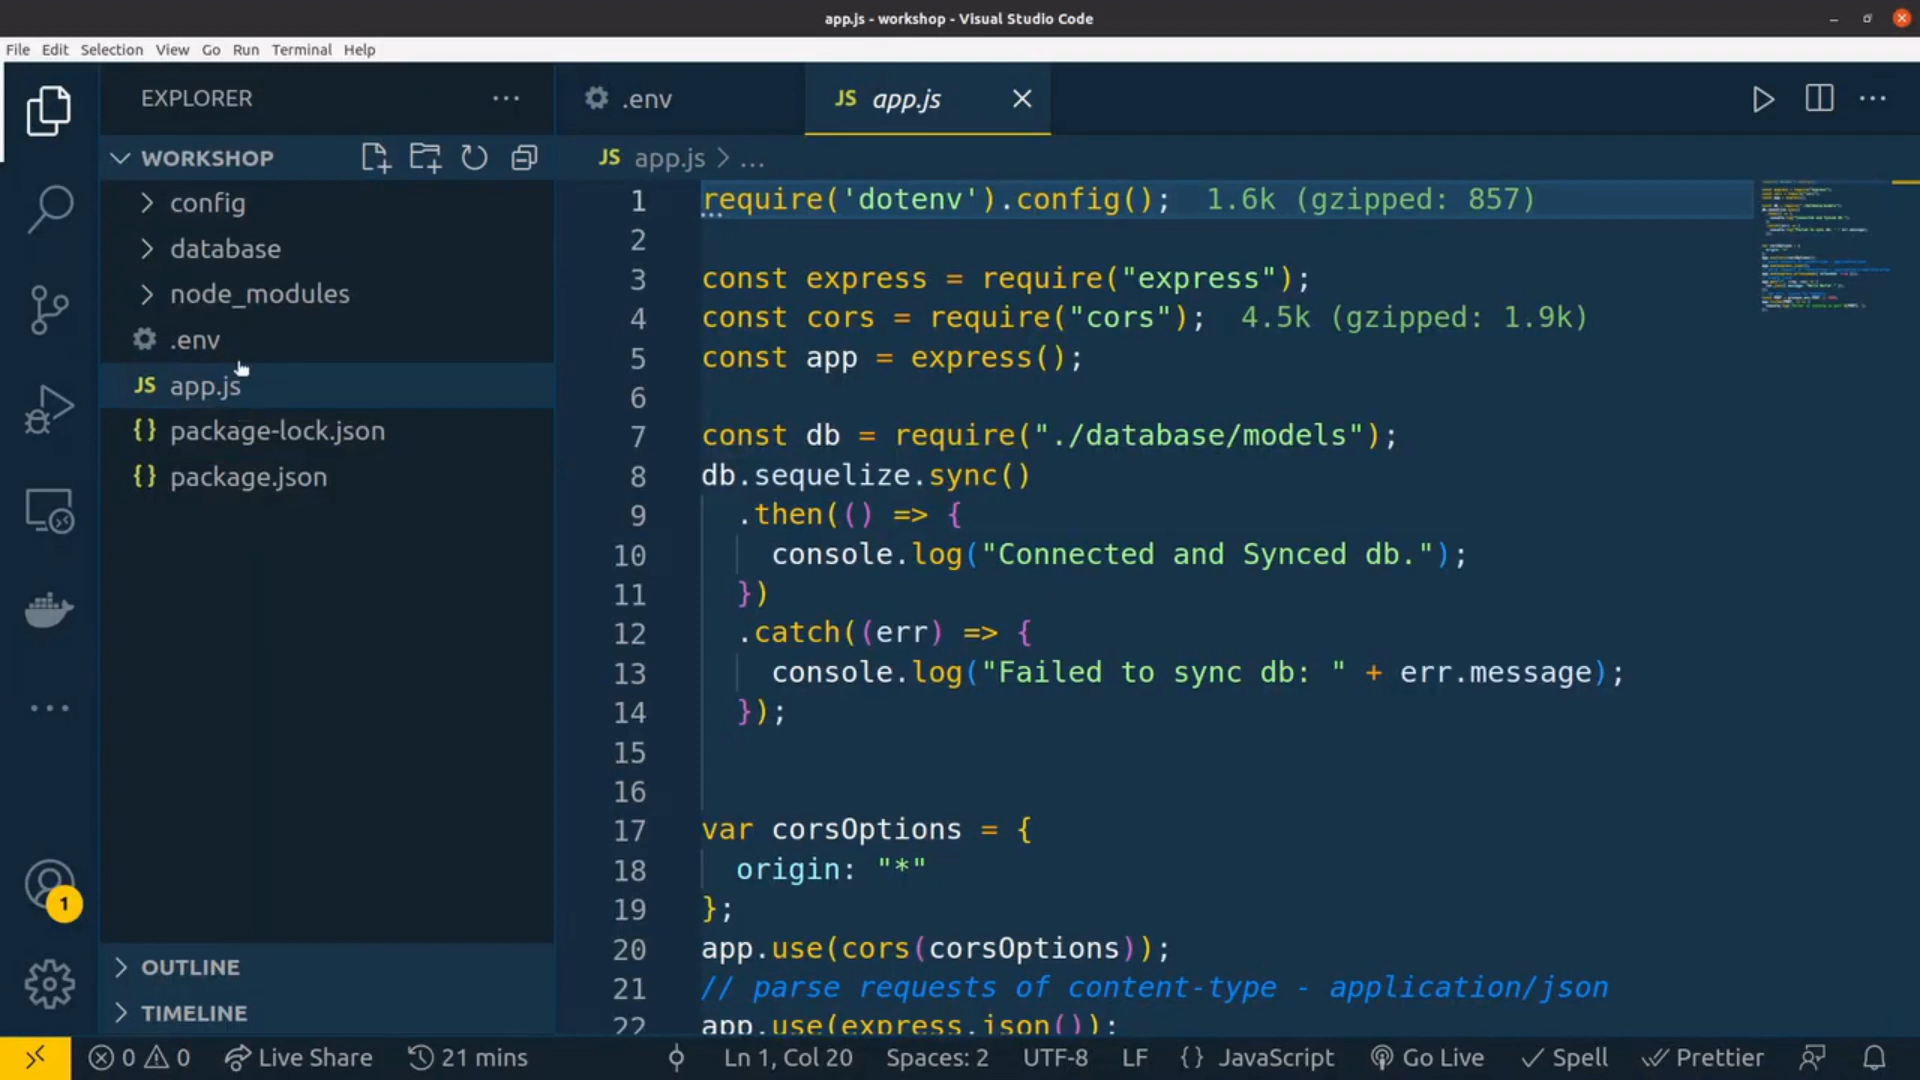 app.js - workshop - Visual Studio Code
File Edit Selection View Go Run Terminal Help
EXPLORER
.env
JS app.js
WORKSHOP
JS app.js > ...
config
database
node_modules
.env
JS app.js
{} package-lock.json
{} package.json
1 require('dotenv').config(); 1.6k (gzipped: 857)
2
3 const express = require("express");
4 const cors = require("cors"); 4.5k (gzipped: 1.9k)
5 const app = express();
6
7 const db = require("./database/models");
8 db.sequelize.sync()
9 .then(() => {
10 console.log("Connected and Synced db.");
11 })
12 .catch((err) => {
13 console.log("Failed to sync db: " + err.message);
14 });
15
16
17 var corsOptions = {
18 origin: "*"
19 };
20 app.use(cors(corsOptions));
21 // parse requests of content-type - application/json
22 app.use(express.json());
1
OUTLINE
TIMELINE
0 0 Live Share 21 mins Ln 1, Col 20 Spaces: 2 UTF-8 LF {} JavaScript Go Live Spell Prettier